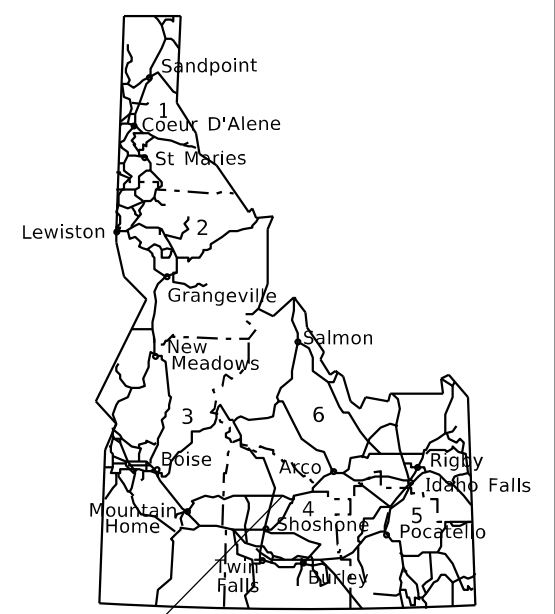 Sandpoint
1
Coeur D'Alene
St Maries
2
Lewiston
Grangeville
Salmon
New
Meadows
3
6
Boise
Arco
Rigby
Idaho Falls
Mountain
Home
4
5
Shoshone
Pocatello
Twin
Falls
Burley